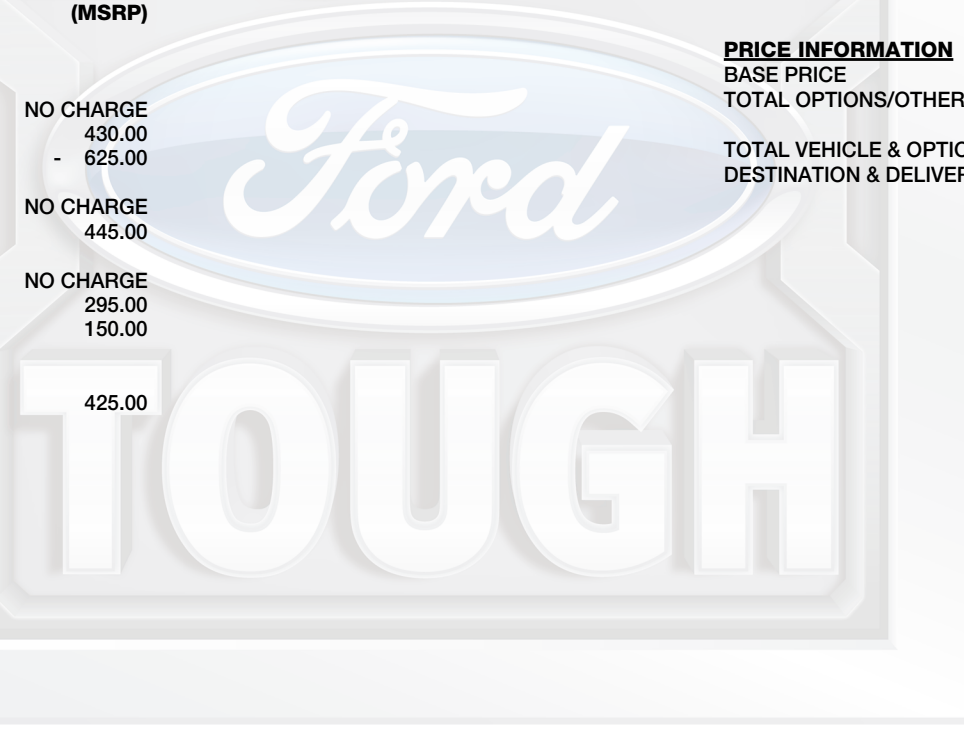 (MSRP)
NO CHARGE
430.00
- 625.00
NO CHARGE
445.00
NO CHARGE
295.00
150.00
425.00
PRICE INFORMATION
BASE PRICE
TOTAL OPTIONS/OTHER
TOTAL VEHICLE & OPTIO
DESTINATION & DELIVER
Ford
TOUGH